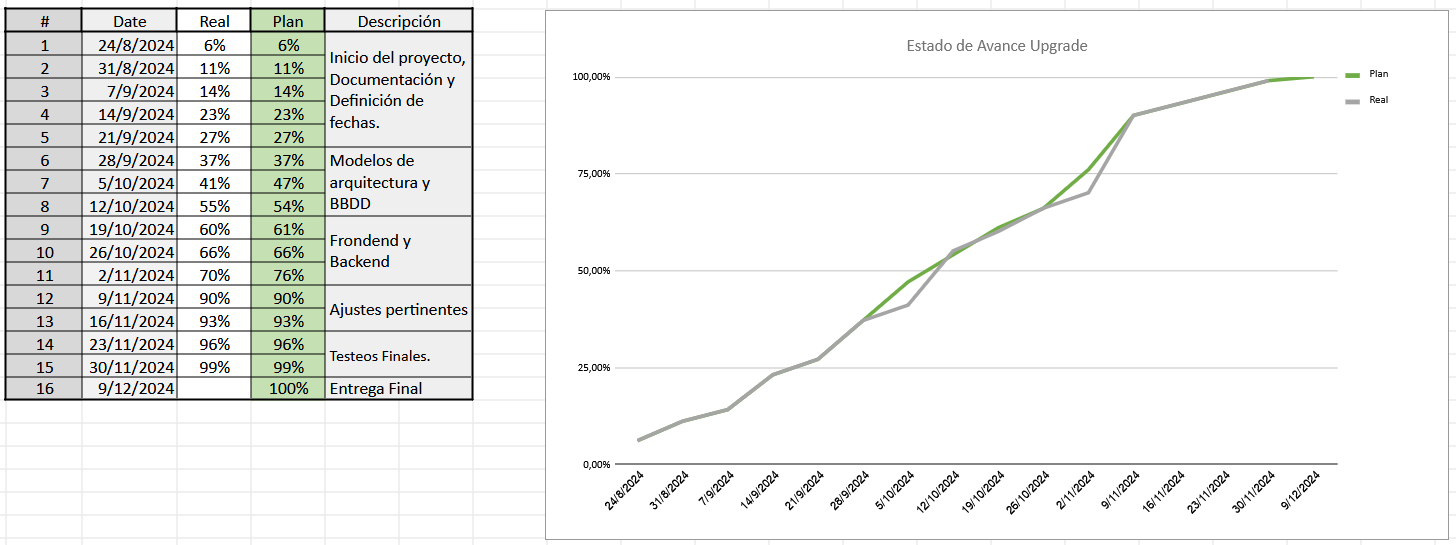 # Date Real Plan Descripción
1 24/8/2024 6% 6%
2 31/8/2024 11% 11%
3 7/9/2024 14% 14%
4 14/9/2024 23% 23%
5 21/9/2024 27% 27%
Inicio del proyecto,
Documentación y
Definición de
fechas.
6 28/9/2024 37% 37%
7 5/10/2024 41% 47%
8 12/10/2024 55% 54%
Modelos de
arquitectura y
BBDD
9 19/10/2024 60% 61%
10 26/10/2024 66% 66%
11 2/11/2024 70% 76%
Frondend y
Backend
12 9/11/2024 90% 90%
13 16/11/2024 93% 93%
Ajustes pertinentes
14 23/11/2024 96% 96%
15 30/11/2024 99% 99%
Testeos Finales.
16 9/12/2024 100% Entrega Final
Estado de Avance Upgrade
100,00%
75,00%
50,00%
25,00%
0,00%
24/8/2024 31/8/2024 7/9/2024 14/9/2024 21/9/2024 28/9/2024 5/10/2024 12/10/2024 19/10/2024 26/10/2024 2/11/2024 9/11/2024 16/11/2024 23/11/2024 30/11/2024 9/12/2024
Plan
Real